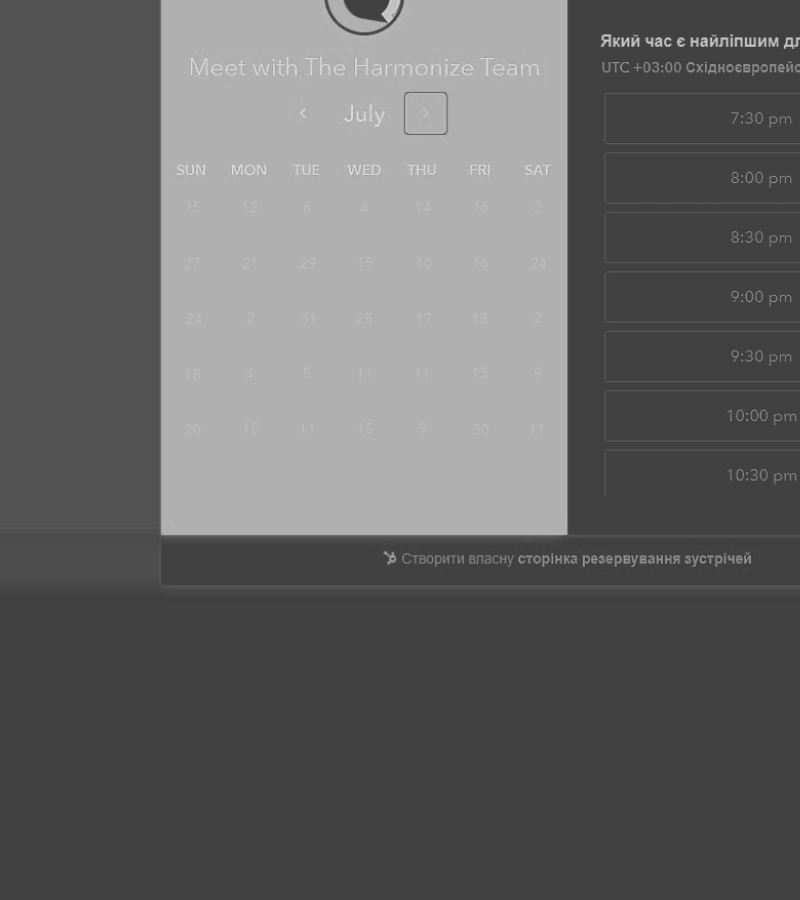 Meet with The Harmonize Team
July
SUN MON TUE WED THU FRI SAT
15 12 6 4 14 16 2
27 21 29 15 10 16 24
24 2 31 25 17 18 2
18 4 5 11 11 13 9
20 15 11 15 9 30 11
Який час є найліпшим
UTC +03:00
7:30 pm
8:00 pm
8:30 pm
9:00 pm
9:30 pm
10:00 pm
10:30 pm
Створити власну сторінка резервування зустрічей